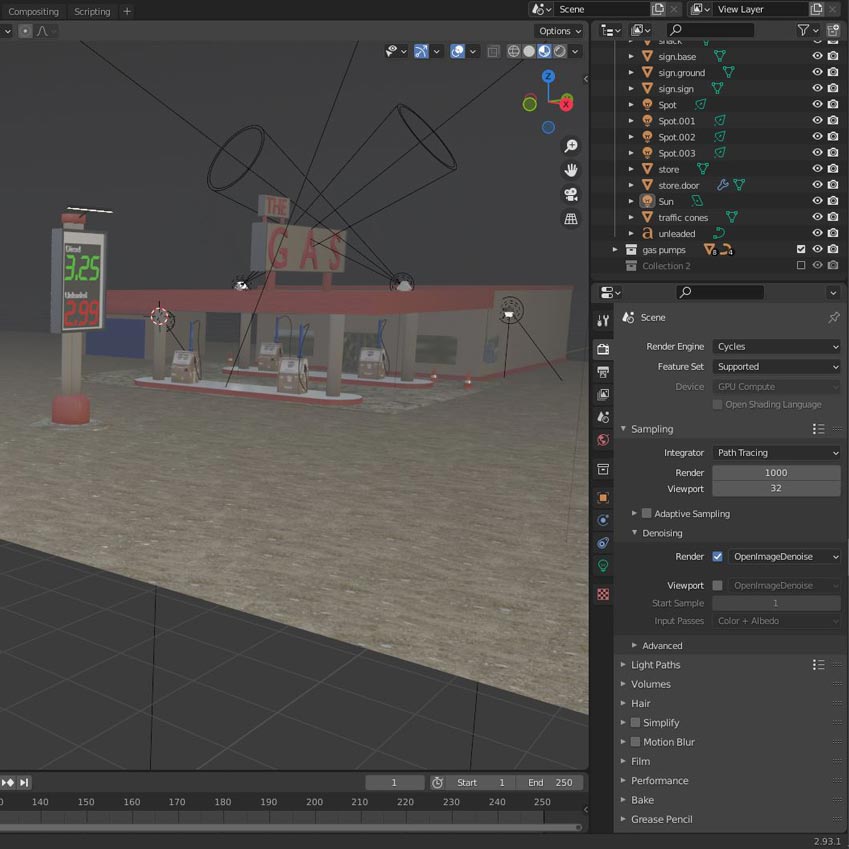 Compositing Scripting +
Scene
View Layer
Options
Z
X
snack
sign.base
sign.ground
sign.sign
Spot
Spot.001
Spot.002
Spot.003
store
store.door
Sun
traffic cones
unleaded
gas pumps 8 4
Collection 2
THE
GAS
Diesel
3.25
Unleaded
2.99
Scene
Render Engine Cycles
Feature Set Supported
Device GPU Compute
Open Shading Language
Sampling
Integrator Path Tracing
Render 1000
Viewport 32
Adaptive Sampling
Denoising
Render OpenImageDenoise
Viewport OpenImageDenoise
Start Sample 1
Input Passes Color + Albedo
Advanced
Light Paths
Volumes
Hair
Simplify
Motion Blur
Film
Performance
Bake
Grease Pencil
1 Start 1 End 250
140 150 160 170 180 190 200 210 220 230 240 250
2.93.1